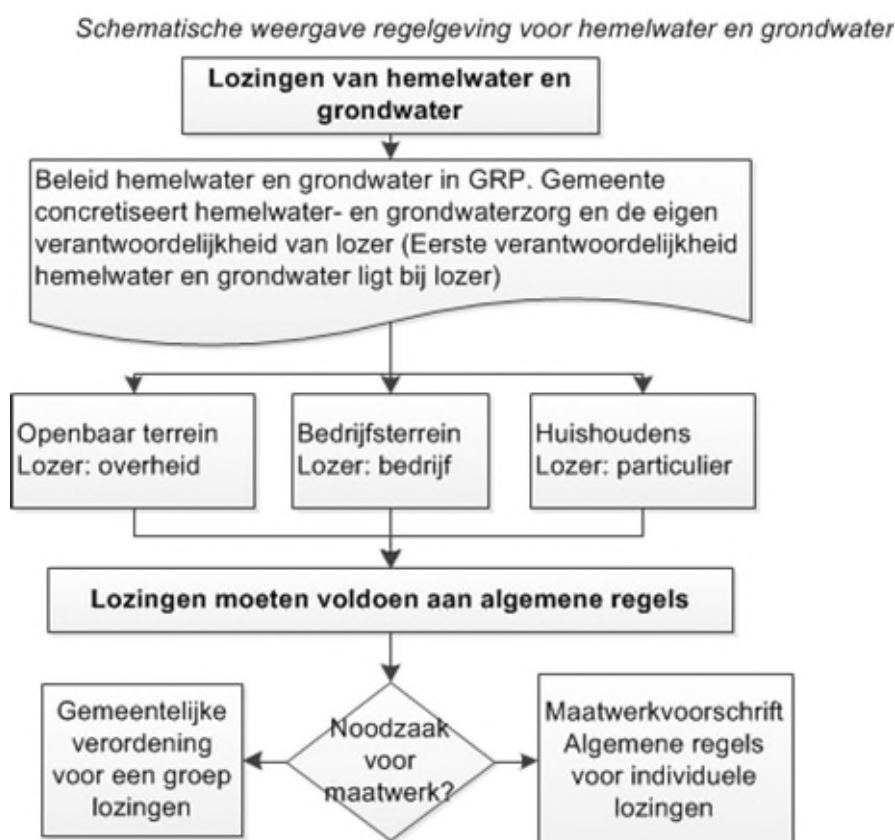 Schematische weergave regelgeving voor hemelwater en grondwater
Lozingen van hemelwater en
grondwater
Beleid hemelwater en grondwater in GRP. Gemeente
concretiseert hemelwater- en grondwaterzorg en de eigen
verantwoordelijkheid van lozer (Eerste verantwoordelijkheid
hemelwater en grondwater ligt bij lozer)
Openbaar terrein
Lozer: overheid
Bedrijfsterrein
Lozer: bedrijf
Huishoudens
Lozer: particulier
Lozingen moeten voldoen aan algemene regels
Gemeentelijke
verordening
voor een groep
lozingen
Noodzaak
voor
maatwerk?
Maatwerkvoorschrift
Algemene regels
voor individuele
lozingen